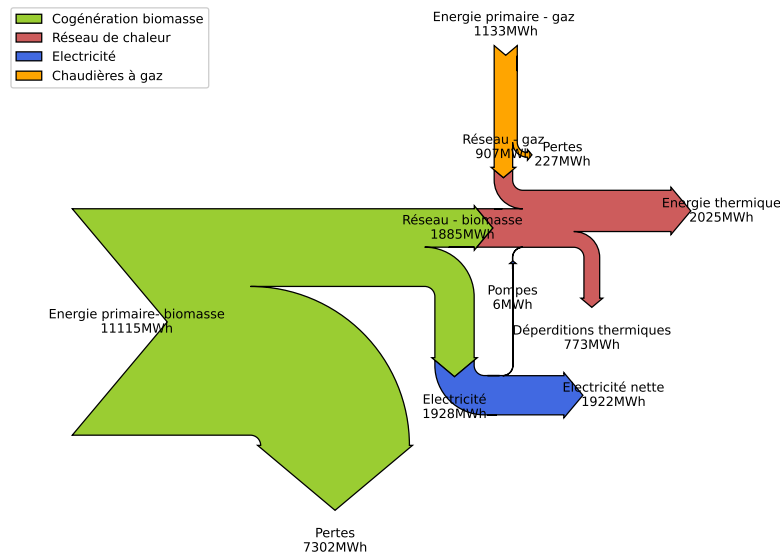 Cogénération biomasse
Réseau de chaleur
Electricité
Chaudières à gaz
Energie primaire - gaz
1133MWh
Réseau - gaz
907MWh
Pertes
227MWh
Energie thermique
2025MWh
Réseau - biomasse
1885MWh
Pompes
6MWh
Energie primaire- biomasse
11115MWh
Déperditions thermiques
773MWh
Electricité
1928MWh
Electricité nette
1922MWh
Pertes
7302MWh